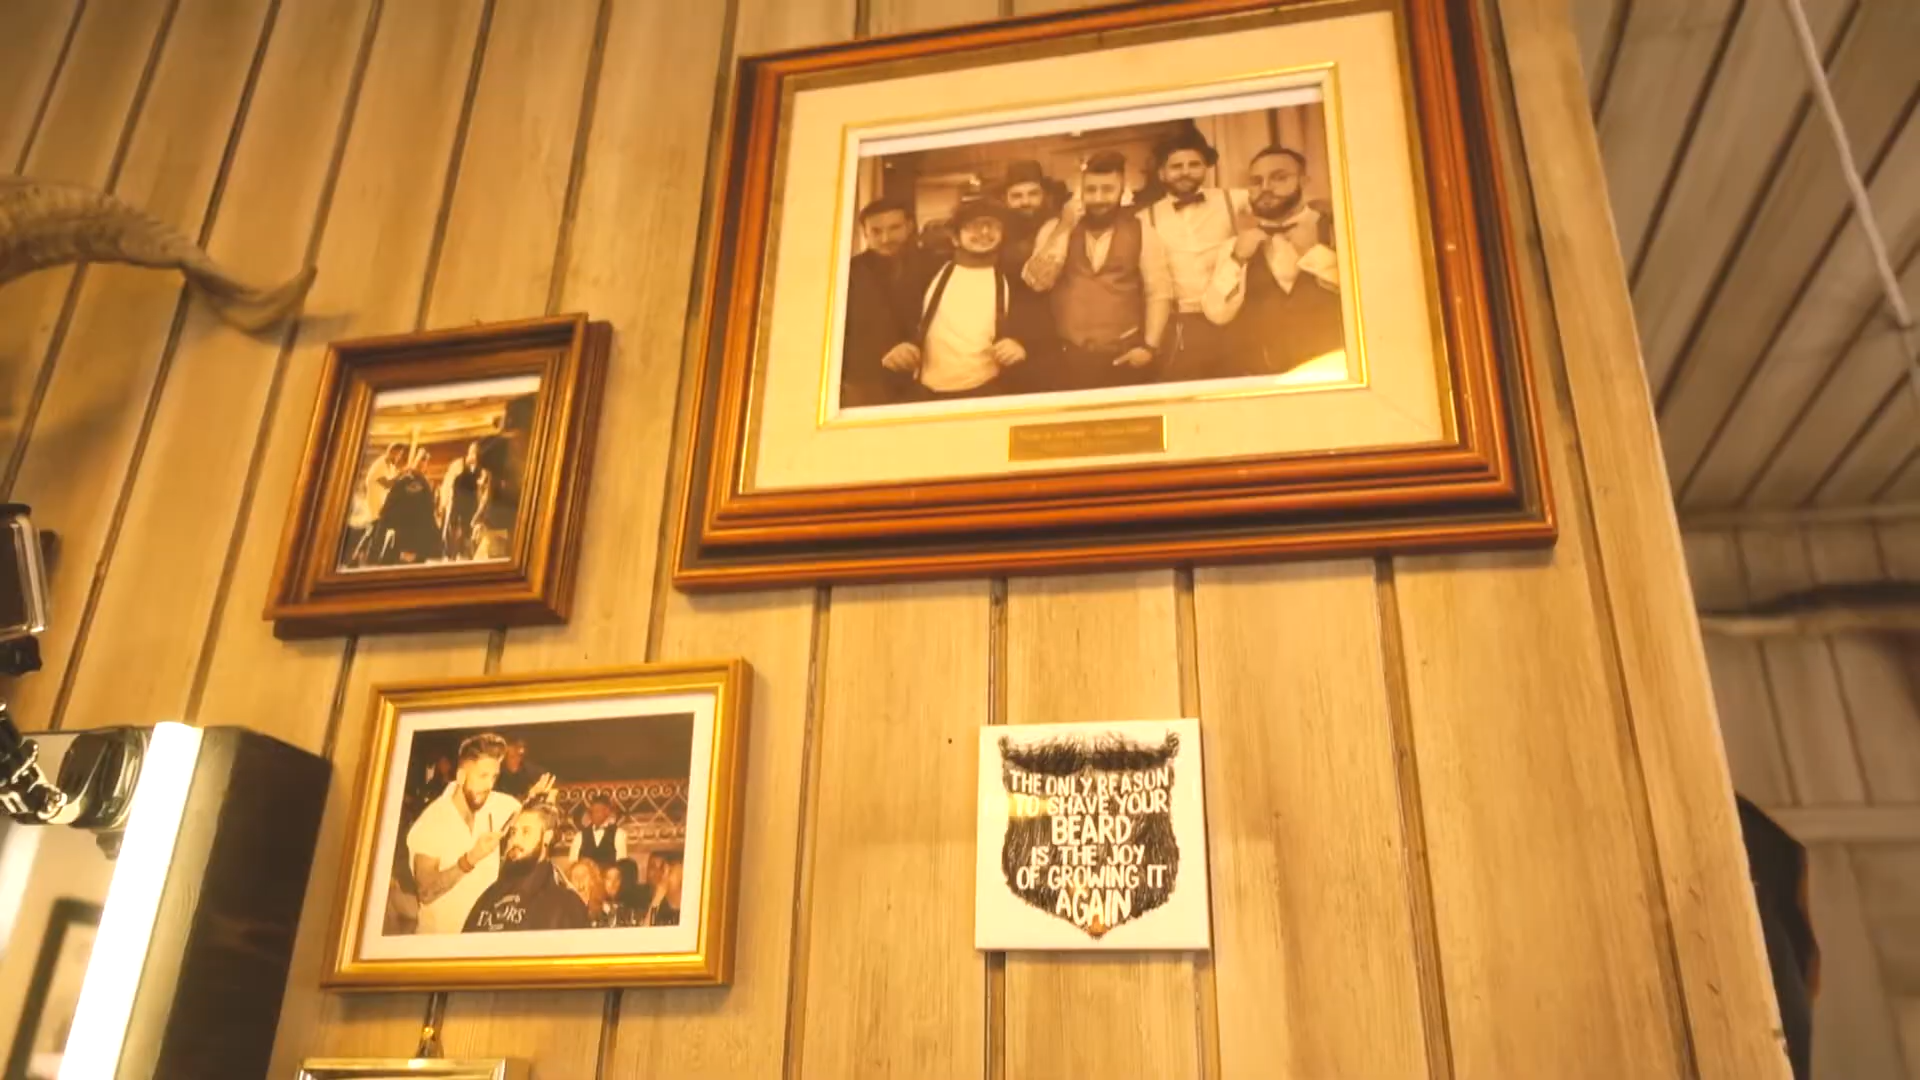 THE ONLY REASON
TO SHAVE YOUR
BEARD
IS THE JOY
OF GROWING IT
AGAIN